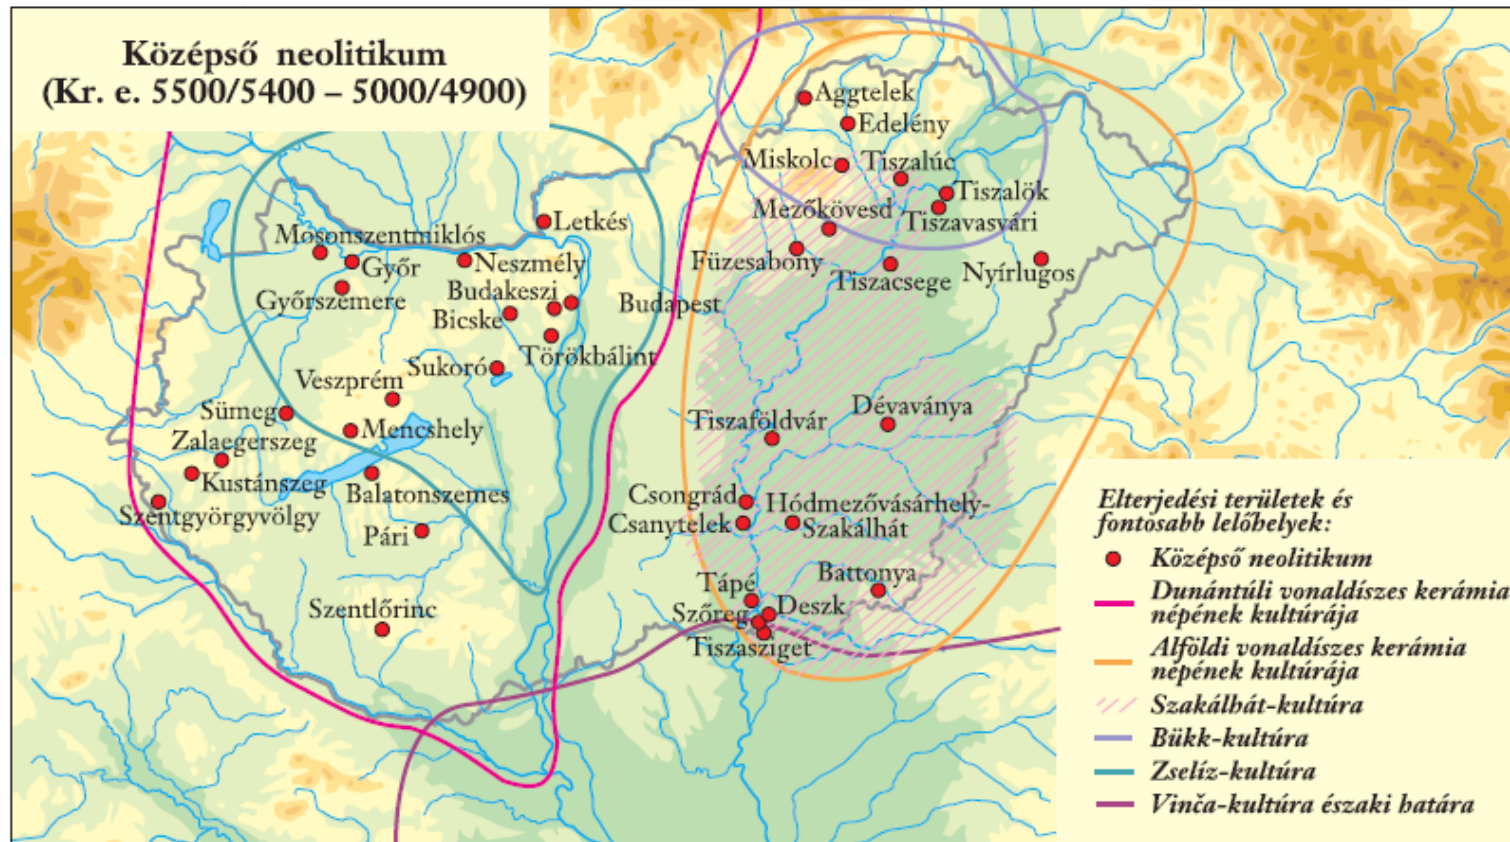 Középső neolitikum
(Kr. e. 5500/5400 – 5000/4900)
Aggtelek
Edelény
Miskolc
Tiszalúc
Tiszalök
Mezőkövesd
Tiszavasvári
Füzesabony
Tiszacsege
Nyírlugos
Letkés
Mosonszentmiklós
Győr
Neszmély
Győrszemere
Budakeszi
Budapest
Bicske
Törökbálint
Sukoró
Veszprém
Sümeg
Mencshely
Zalaegerszeg
Kustánszeg
Balatonszemes
Szentgyörgyvölgy
Pári
Szentlőrinc
Tiszaföldvár
Dévaványa
Csongrád
Hódmezővásárhely-
Szakálhát
Csanytelek
Battonya
Tápé
Deszk
Szőreg
Tiszasziget
Elterjedési területek és
fontosabb lelőhelyek:
Középső neolitikum
Dunántúli vonaldíszes kerámia
népének kultúrája
Alföldi vonaldíszes kerámia
népének kultúrája
Szakálhát-kultúra
Bükk-kultúra
Zselíz-kultúra
Vinča-kultúra északi határa